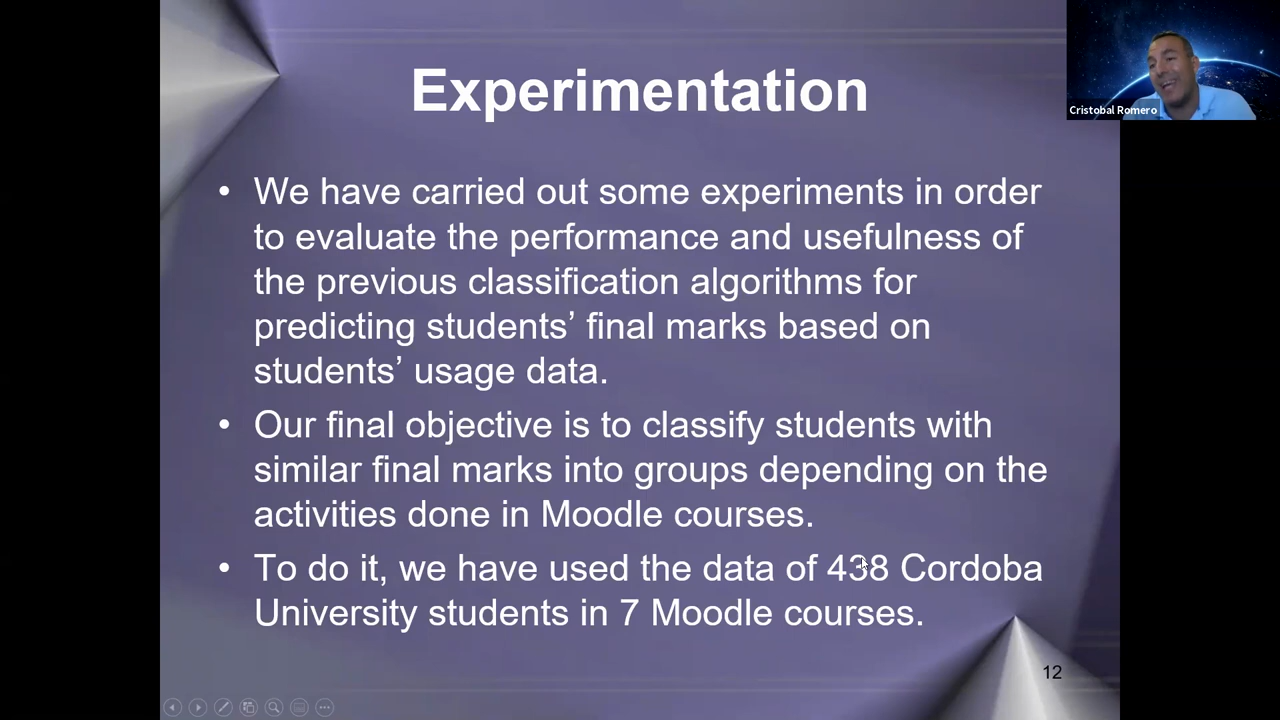 Experimentation
Cristobal Romero
• We have carried out some experiments in order
to evaluate the performance and usefulness of
the previous classification algorithms for
predicting students’ final marks based on
students’ usage data.
• Our final objective is to classify students with
similar final marks into groups depending on the
activities done in Moodle courses.
• To do it, we have used the data of 438 Cordoba
University students in 7 Moodle courses.
12